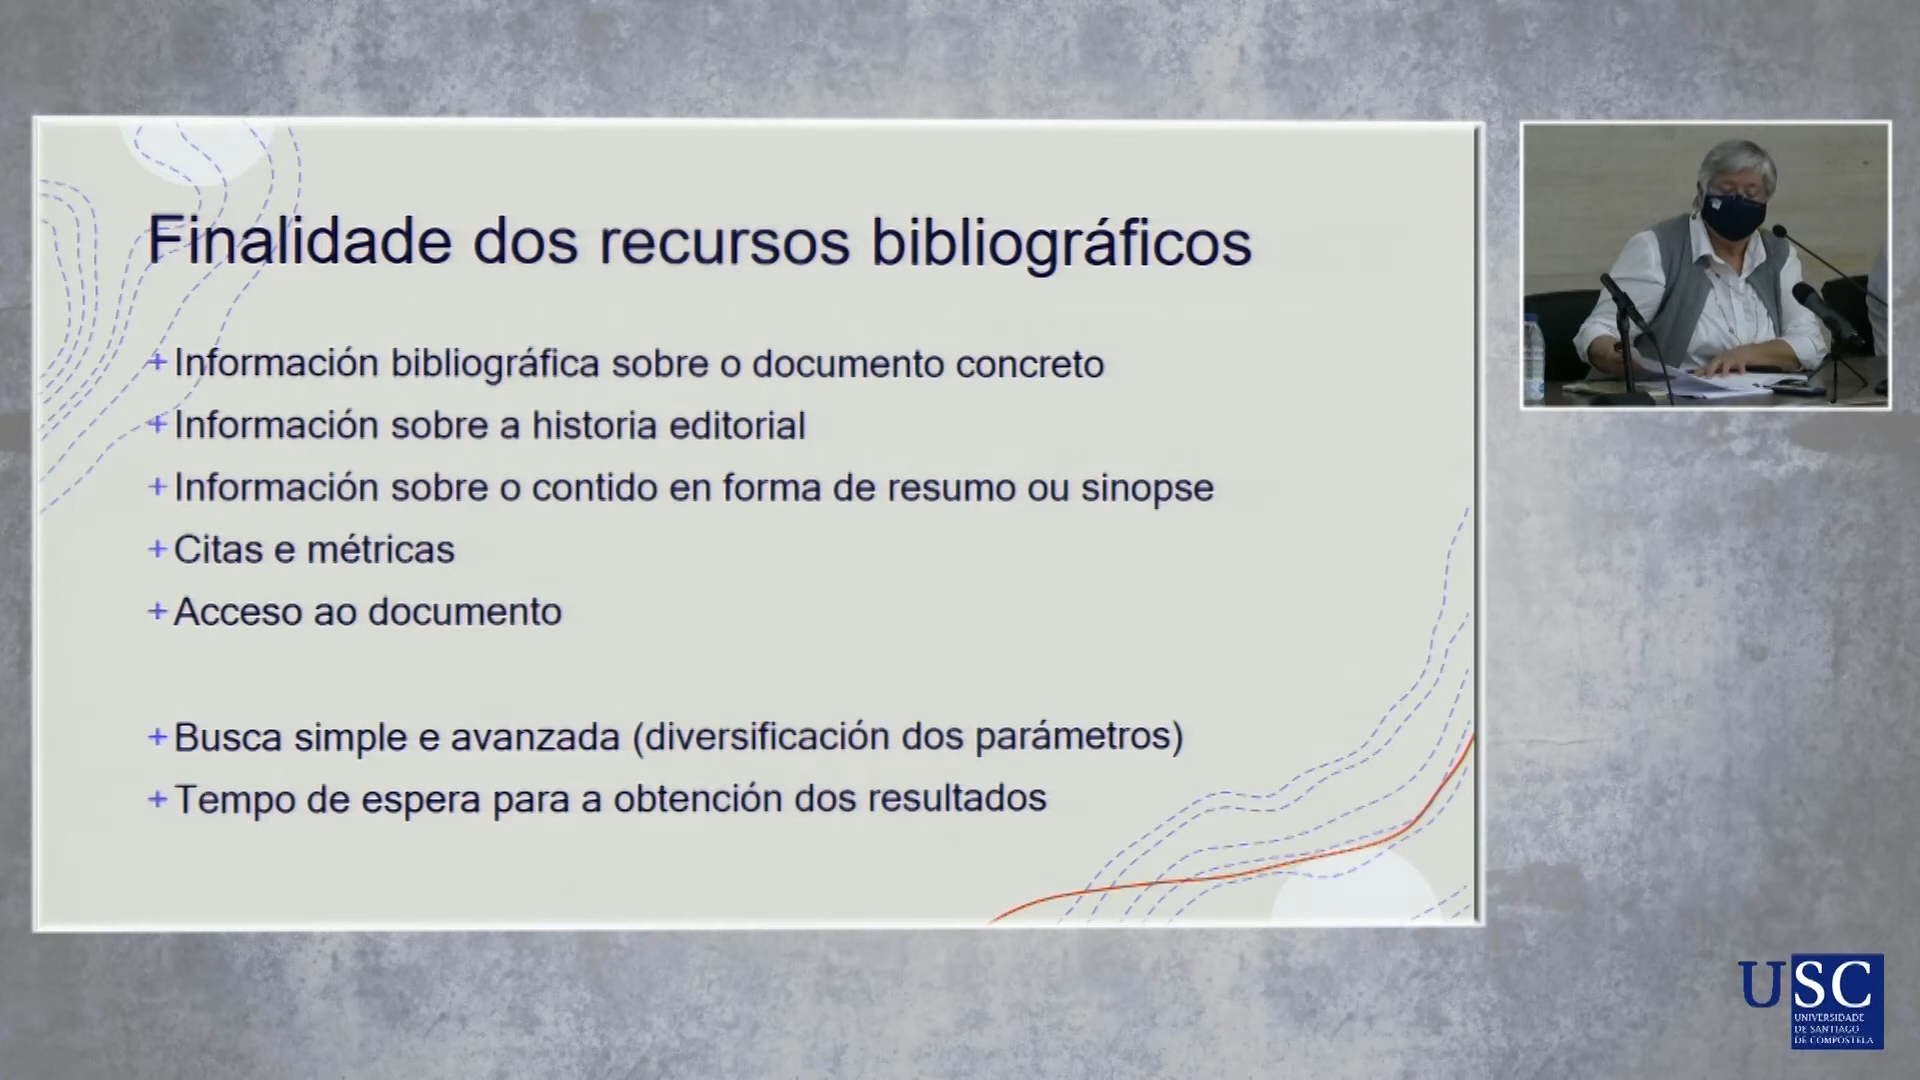 Finalidade dos recursos bibliográficos
+ Información bibliográfica sobre o documento concreto
+ Información sobre a historia editorial
+ Información sobre o contido en forma de resumo ou sinopse
+ Citas e métricas
+ Acceso ao documento
+ Busca simple e avanzada (diversificación dos parámetros)
+ Tempo de espera para a obtención dos resultados
USC
UNIVERSIDADE
DE SANTIAGO
DE COMPOSTELA